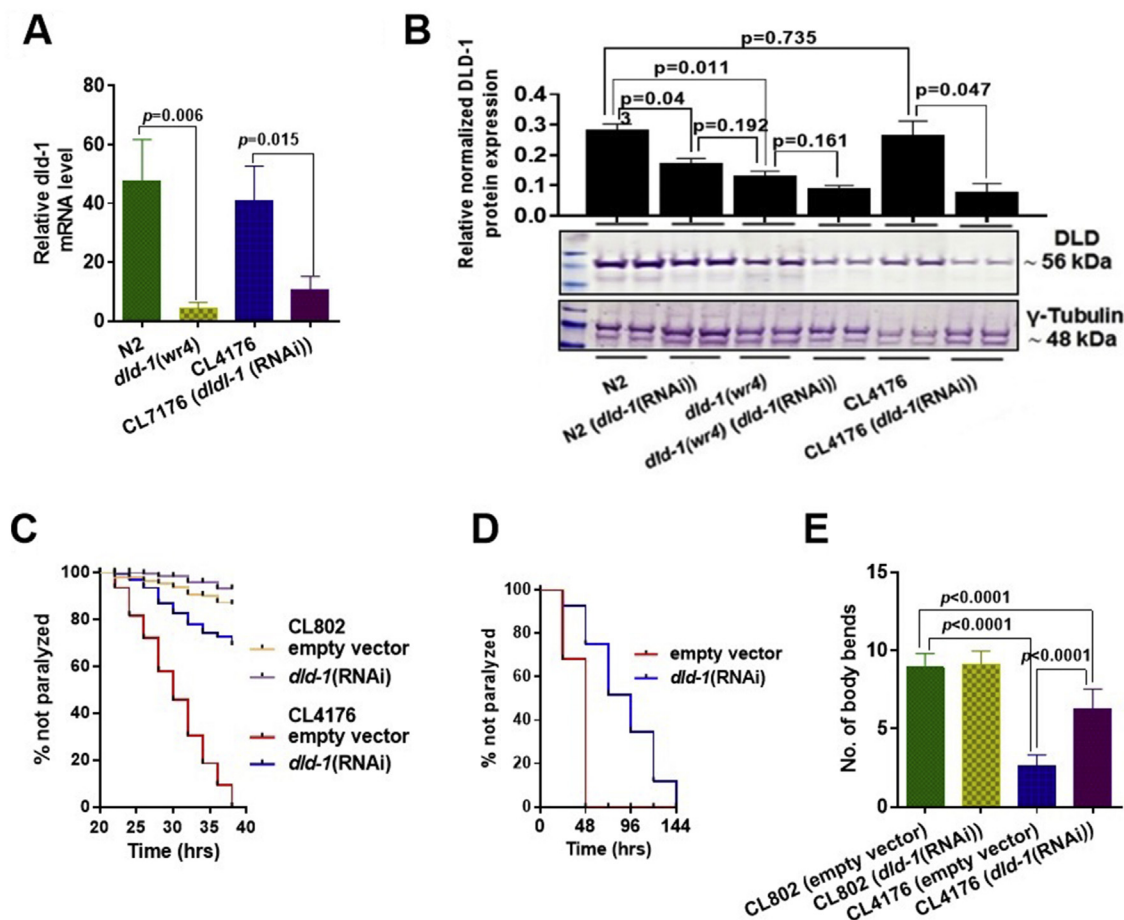 A
Relative dld-1
mRNA level
80
60
40
20
0
p=0.006
p=0.015
N2
dld-1(wr4)
CL4176
CL7176 (dldl-1 (RNAi))
B
Relative normalized DLD-1
protein expression
0.4
0.3
0.2
0.1
0.0
p=0.735
p=0.011
p=0.047
p=0.04
3
p=0.192
p=0.161
DLD
~ 56 kDa
γ-Tubulin
~ 48 kDa
N2
N2 (dld-1(RNAi))
dld-1(wr4)
dld-1(wr4) (dld-1(RNAi))
CL4176
CL4176 (dld-1(RNAi))
C
% not paralyzed
100
80
60
40
20
0
20 25 30 35 40
Time (hrs)
CL802
empty vector
dld-1(RNAi)
CL4176
empty vector
dld-1(RNAi)
D
% not paralyzed
100
80
60
40
20
0
0 48 96 144
Time (hrs)
empty vector
dld-1(RNAi)
E
No. of body bends
15
10
5
0
p<0.0001
p<0.0001
p<0.0001
CL802 (empty vector)
CL802 (dld-1(RNAi))
CL4176 (empty vector)
CL4176 (dld-1(RNAi))